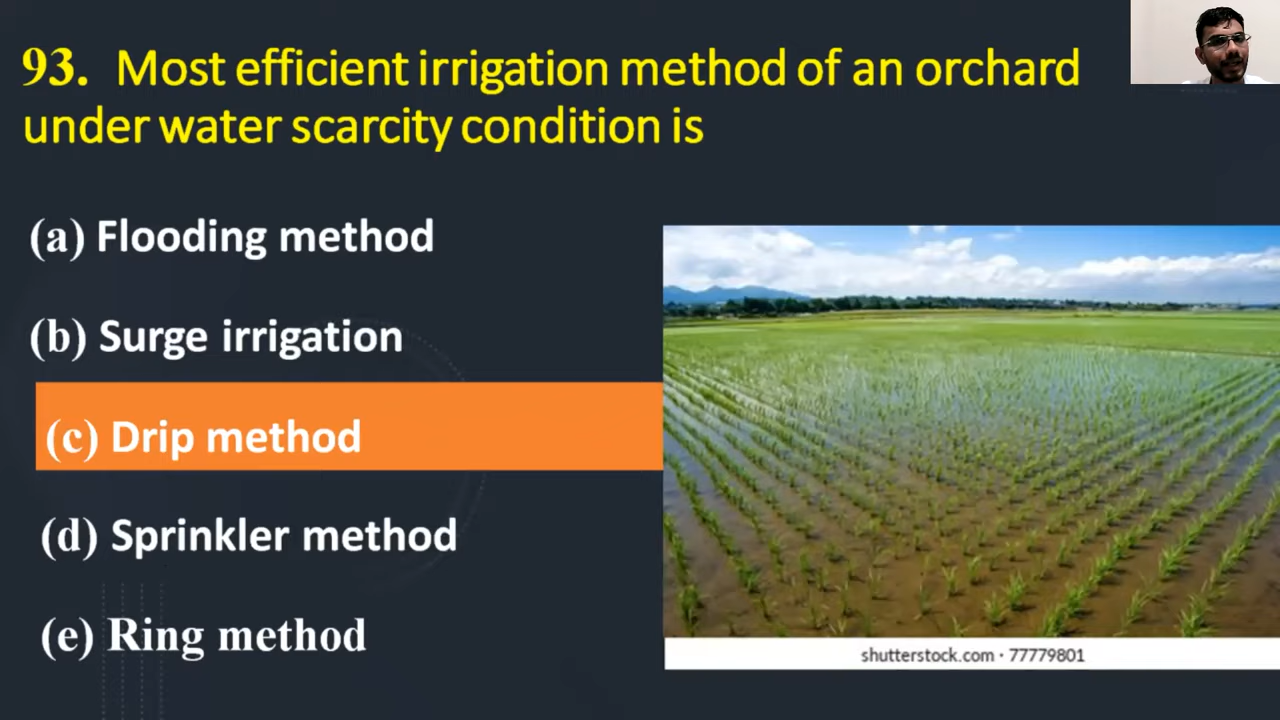 93. Most efficient irrigation method of an orchard
under water scarcity condition is
(a) Flooding method
(b) Surge irrigation
(c) Drip method
(d) Sprinkler method
(e) Ring method
shutterstock.com · 77779801